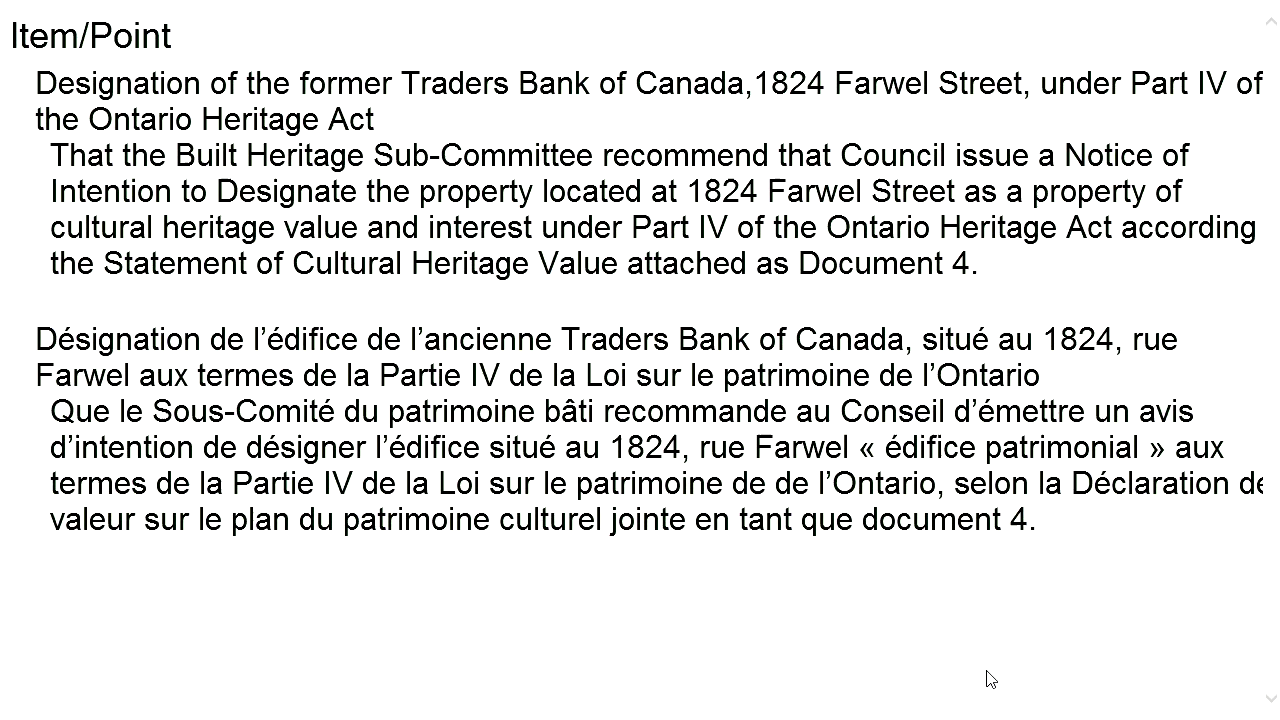 Item/Point
Designation of the former Traders Bank of Canada,1824 Farwel Street, under Part IV of
the Ontario Heritage Act
That the Built Heritage Sub-Committee recommend that Council issue a Notice of
Intention to Designate the property located at 1824 Farwel Street as a property of
cultural heritage value and interest under Part IV of the Ontario Heritage Act according
the Statement of Cultural Heritage Value attached as Document 4.
Désignation de l’édifice de l’ancienne Traders Bank of Canada, situé au 1824, rue
Farwel aux termes de la Partie IV de la Loi sur le patrimoine de l’Ontario
Que le Sous-Comité du patrimoine bâti recommande au Conseil d’émettre un avis
d’intention de désigner l’édifice situé au 1824, rue Farwel « édifice patrimonial » aux
termes de la Partie IV de la Loi sur le patrimoine de de l’Ontario, selon la Déclaration de
valeur sur le plan du patrimoine culturel jointe en tant que document 4.